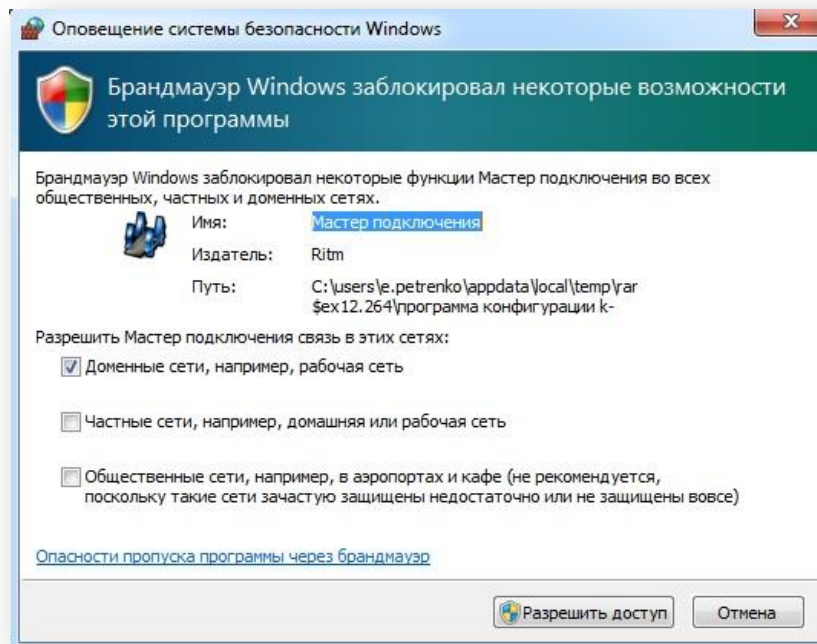 Оповещение системы безопасности Windows
Брандмауэр Windows заблокировал некоторые возможности
этой программы
Брандмауэр Windows заблокировал некоторые функции Мастер подключения во всех
общественных, частных и доменных сетях.
Имя: Мастер подключения
Издатель: Ritm
Путь: C:\users\e.petrenko\appdata\local\temp\rar
$ex12.264\программа конфигурации k-
Разрешить Мастер подключения связь в этих сетях:
Доменные сети, например, рабочая сеть
Частные сети, например, домашняя или рабочая сеть
Общественные сети, например, в аэропортах и кафе (не рекомендуется,
поскольку такие сети зачастую защищены недостаточно или не защищены вовсе)
Опасности пропуска программы через брандмауэр
Разрешить доступ Отмена